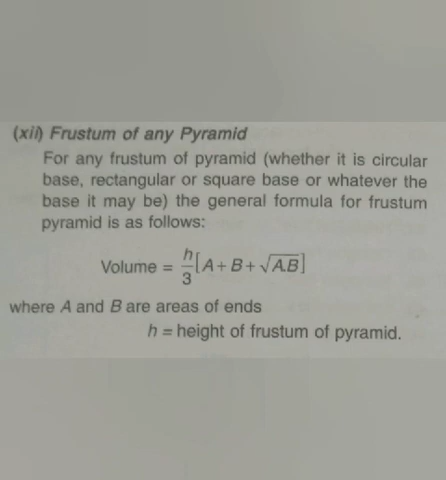 (xii) Frustum of any Pyramid
For any frustum of pyramid (whether it is circular
base, rectangular or square base or whatever the
base it may be) the general formula for frustum
pyramid is as follows:
Volume = h/3 [A + B + √A.B]
where A and B are areas of ends
h = height of frustum of pyramid.